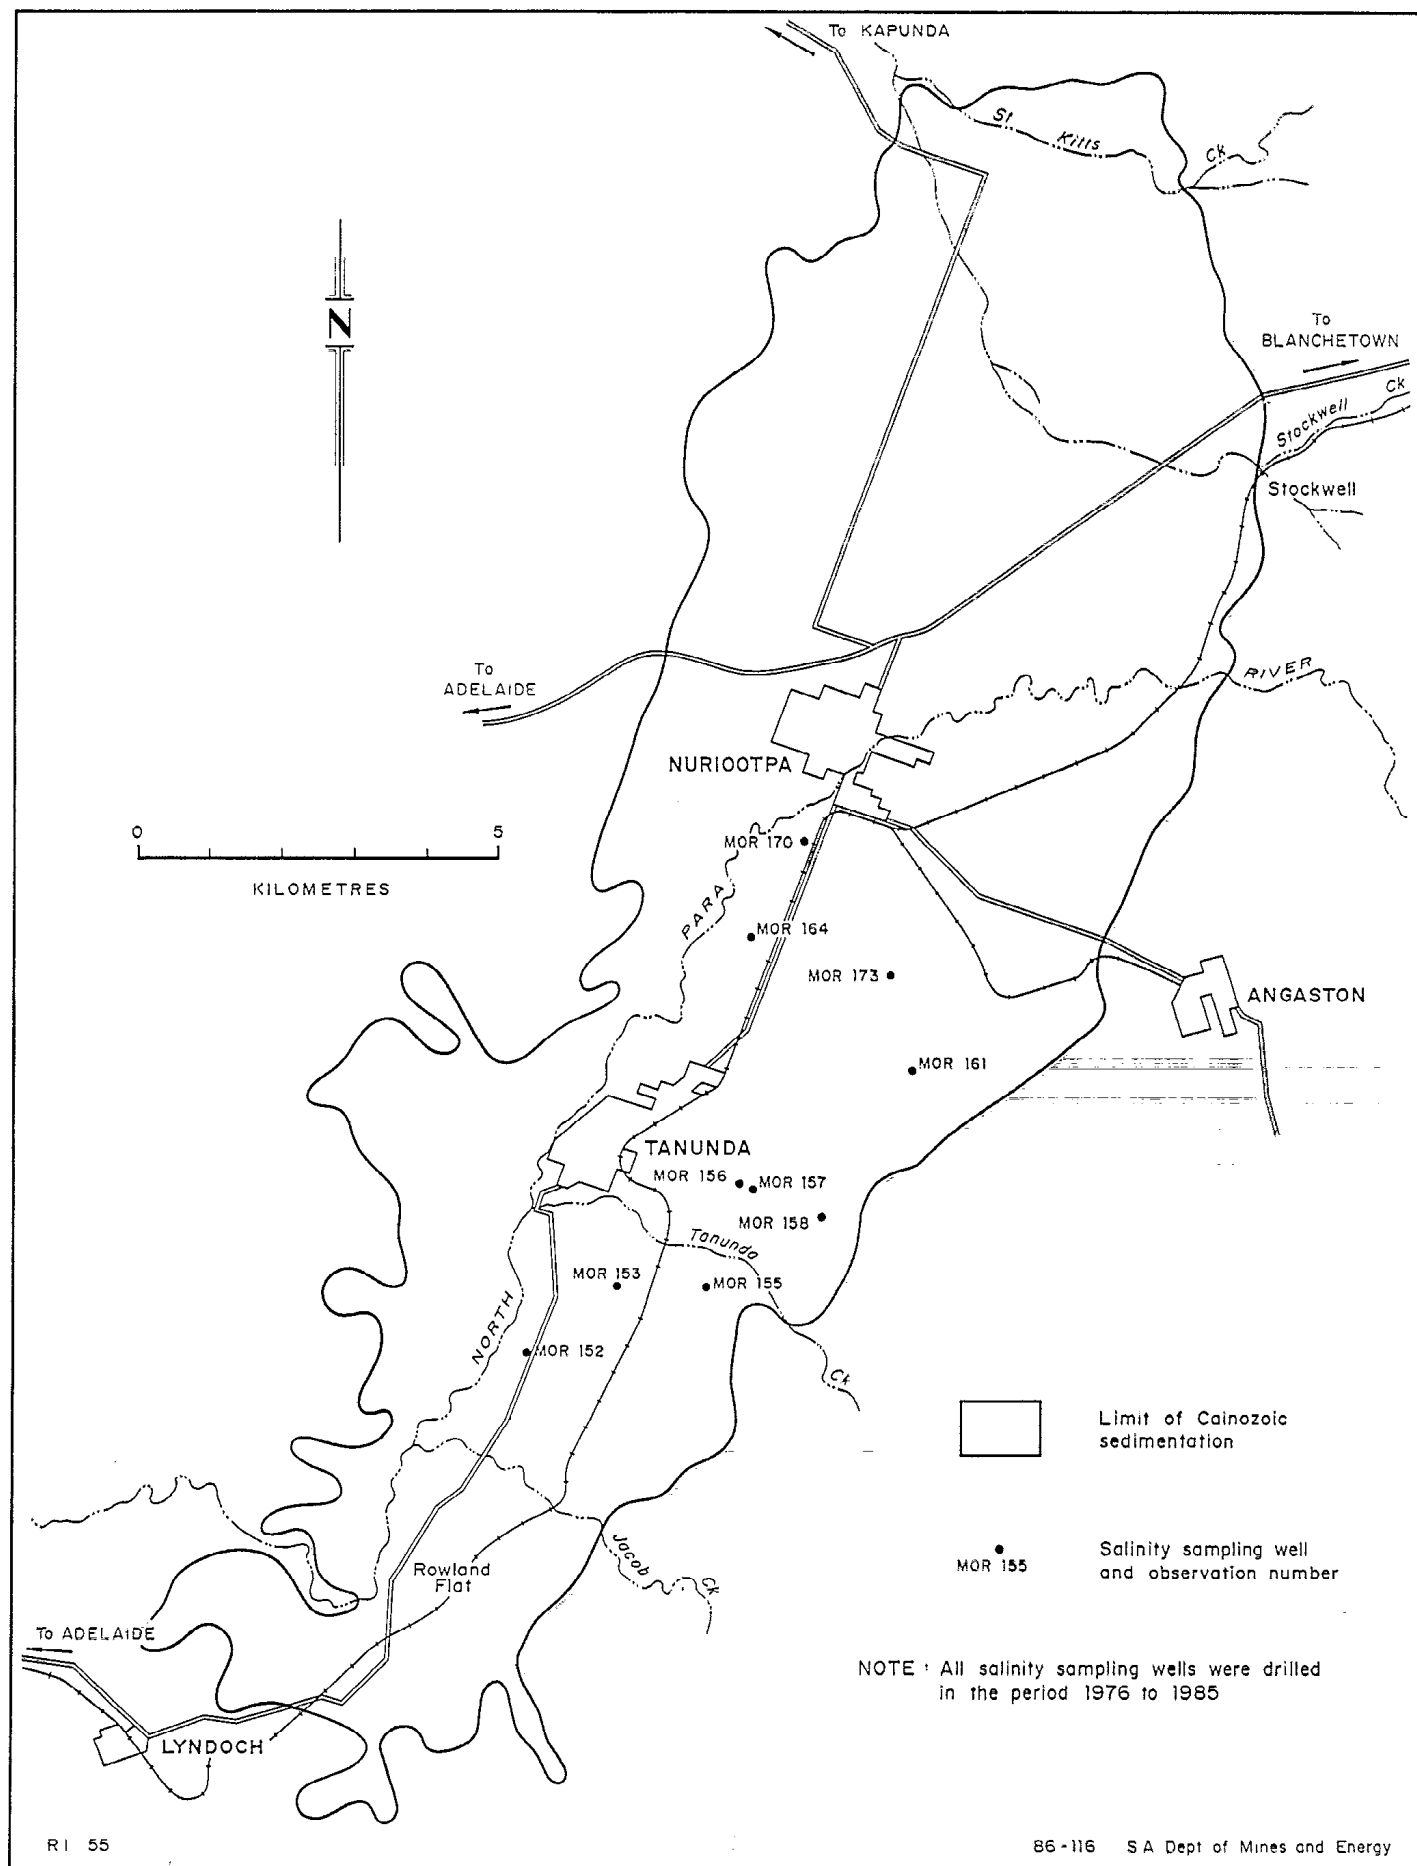 To KAPUNDA
St Kitts Ck
N
To
BLANCHETOWN
Stockwell Ck
Stockwell
To
ADELAIDE
RIVER
NURIOOTPA
0 5
KILOMETRES
MOR 170
PARA
MOR 164
MOR 173
ANGASTON
MOR 161
TANUNDA
MOR 156
MOR 157
MOR 158
Tanunda Ck
MOR 153
MOR 155
NORTH
MOR 152
Limit of Cainozoic
sedimentation
Jacob Ck
Rowland
Flat
MOR 155
Salinity sampling well
and observation number
To ADELAIDE
NOTE : All salinity sampling wells were drilled
in the period 1976 to 1985
LYNDOCH
RI 55
86-116 S A Dept of Mines and Energy